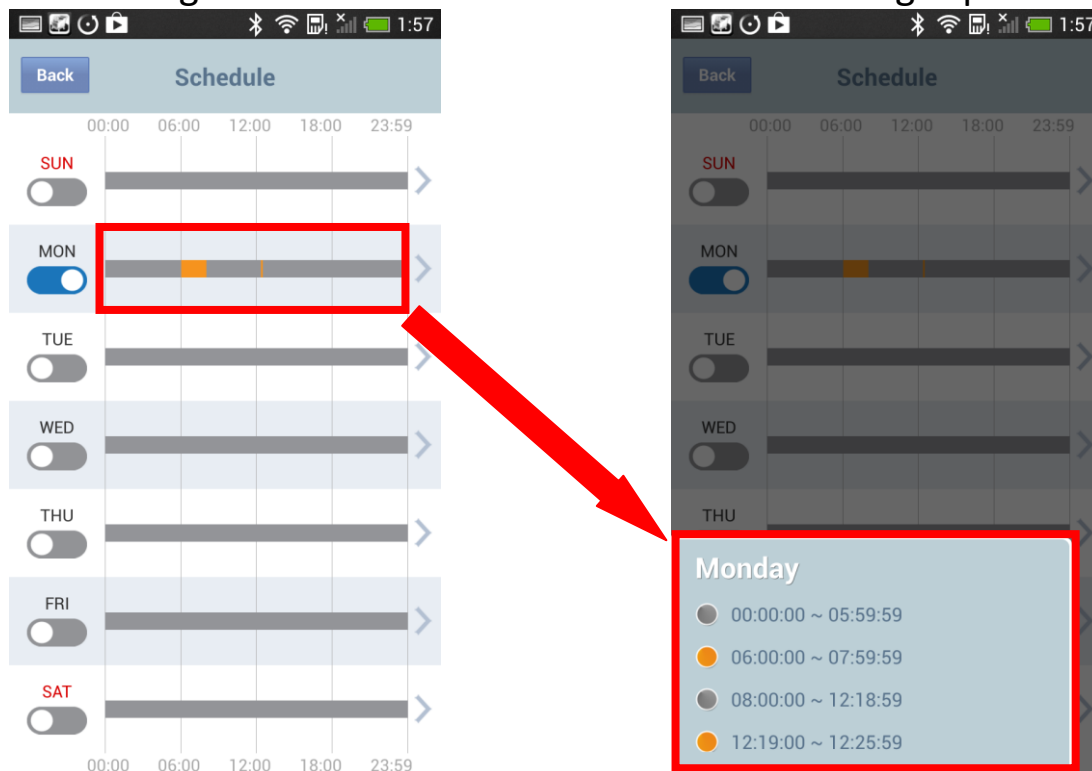 1:57
Back Schedule
00:00 06:00 12:00 18:00 23:59
SUN
MON
TUE
WED
THU
FRI
SAT
00:00 06:00 12:00 18:00 23:59
1:57
Back Schedule
00:00 06:00 12:00 18:00 23:59
SUN
MON
TUE
WED
THU
Monday
00:00:00 ~ 05:59:59
06:00:00 ~ 07:59:59
08:00:00 ~ 12:18:59
12:19:00 ~ 12:25:59